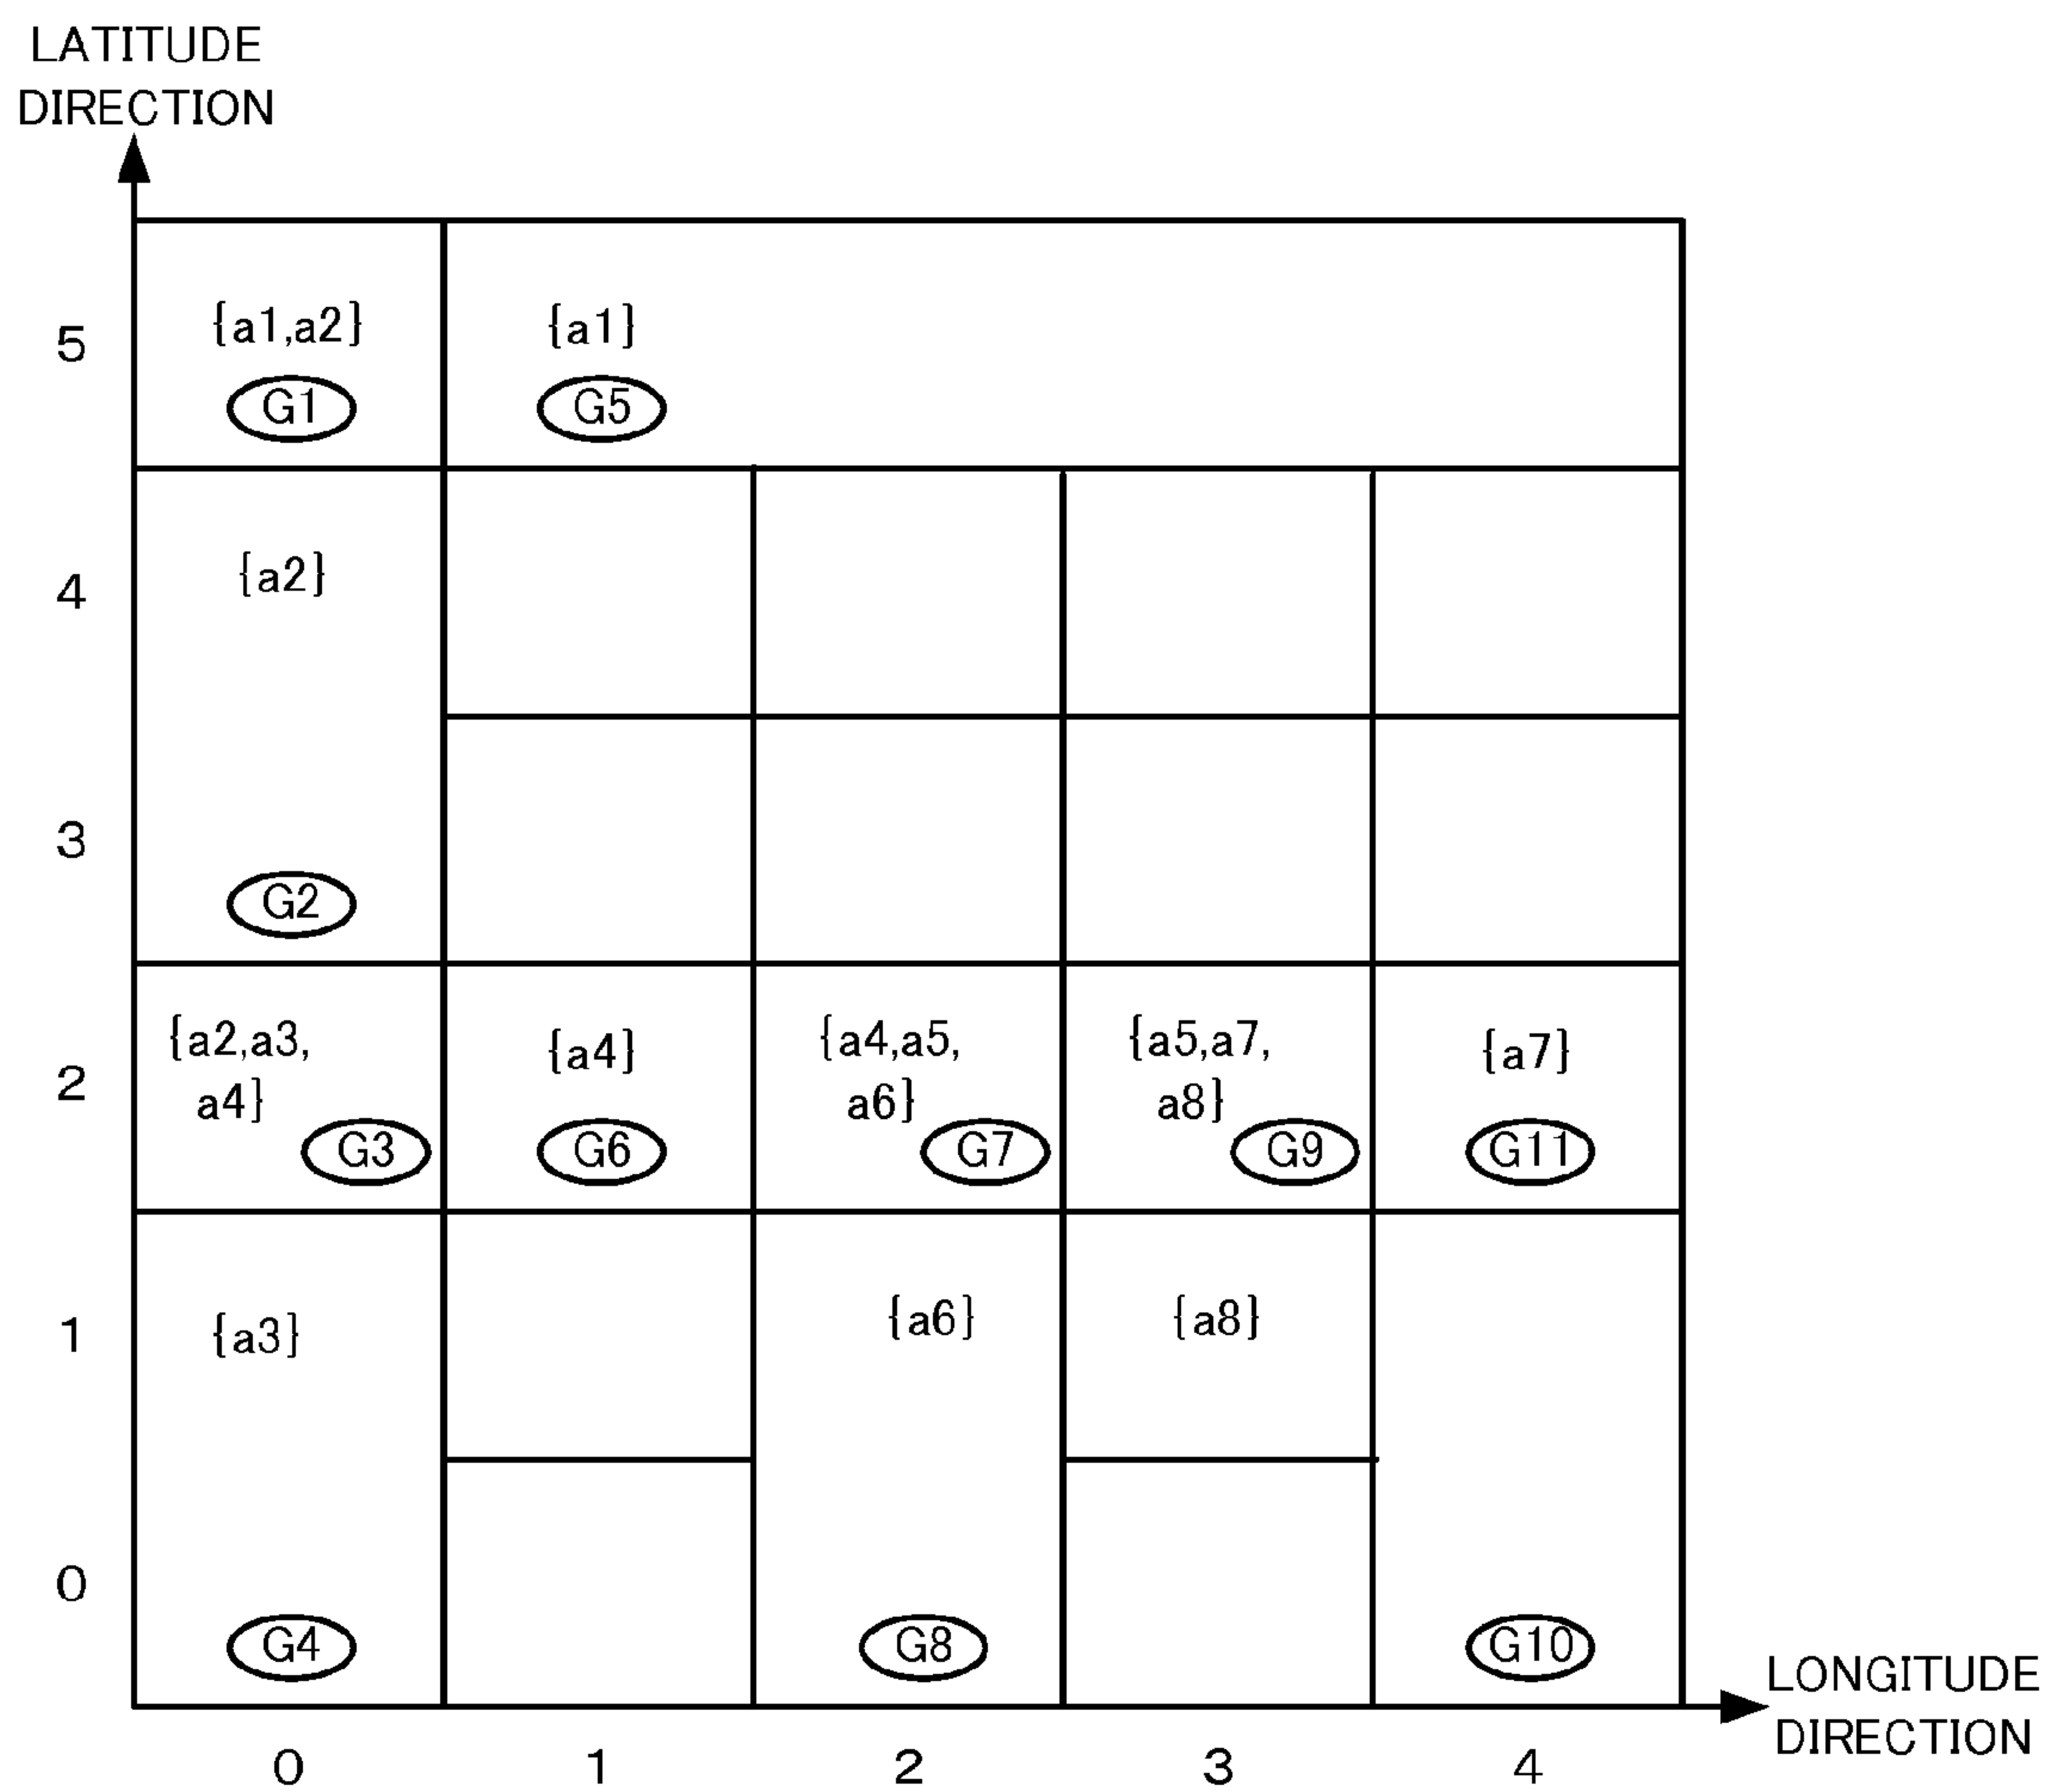 LATITUDE
DIRECTION
5
{a1,a2}
G1
{a1}
G5
4
{a2}
3
G2
2
{a2,a3,
a4}
G3
{a4}
G6
{a4,a5,
a6}
G7
{a5,a7,
a8}
G9
{a7}
G11
1
{a3}
{a6}
{a8}
0
G4
G8
G10
LONGITUDE
DIRECTION
0 1 2 3 4